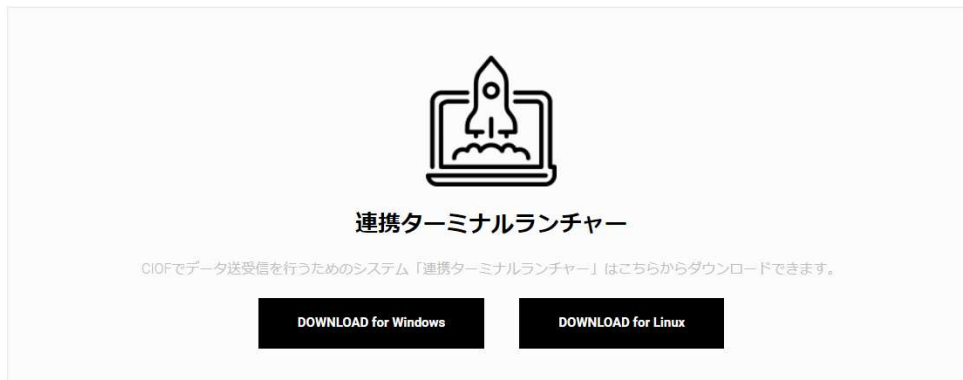 連携ターミナルランチャー
CIOFでデータ送受信を行うためのシステム「連携ターミナルランチャー」はこちらからダウンロードできます。
DOWNLOAD for Windows
DOWNLOAD for Linux